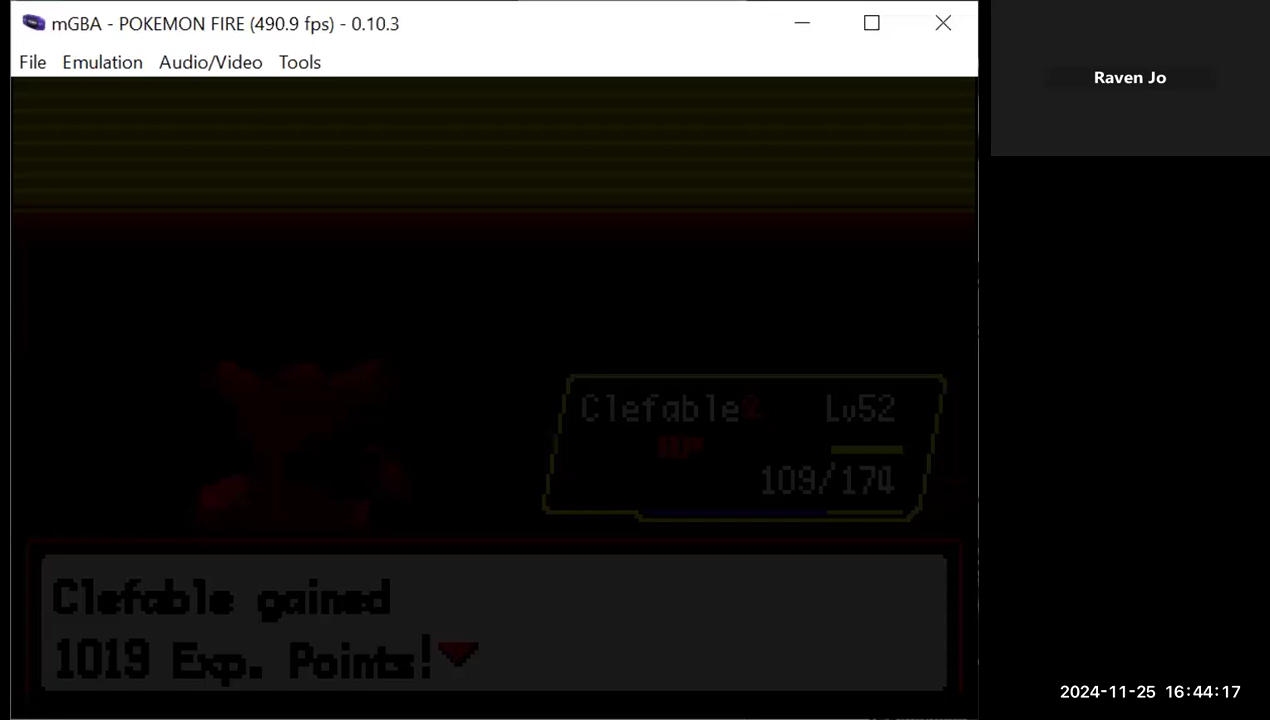 mGBA - POKEMON FIRE (490.9 fps) - 0.10.3
File Emulation Audio/Video Tools
Raven Jo
Clefable♀ Lv52
HP
109/174
Clefable gained
1019 Exp. Points!
2024-11-25 16:44:17